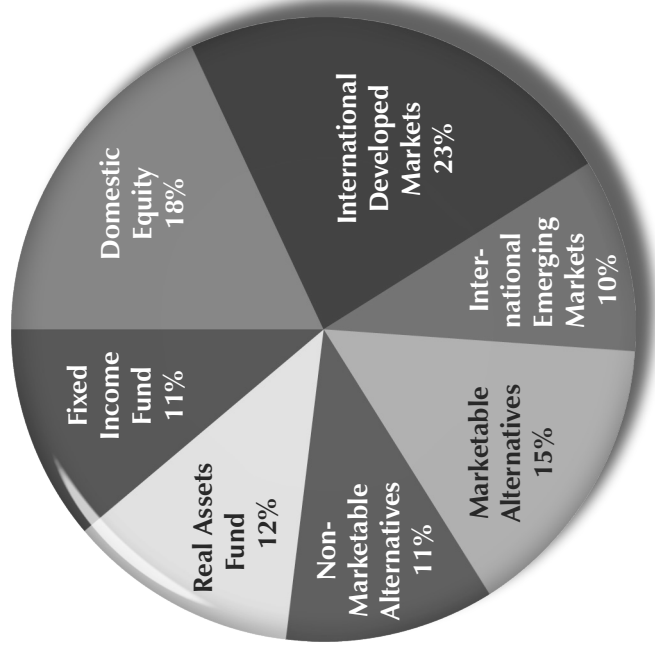 Domestic
Equity
18%
International
Developed
Markets
23%
Inter-
national
Emerging
Markets
10%
Marketable
Alternatives
15%
Non-
Marketable
Alternatives
11%
Real Assets
Fund
12%
Fixed
Income
Fund
11%